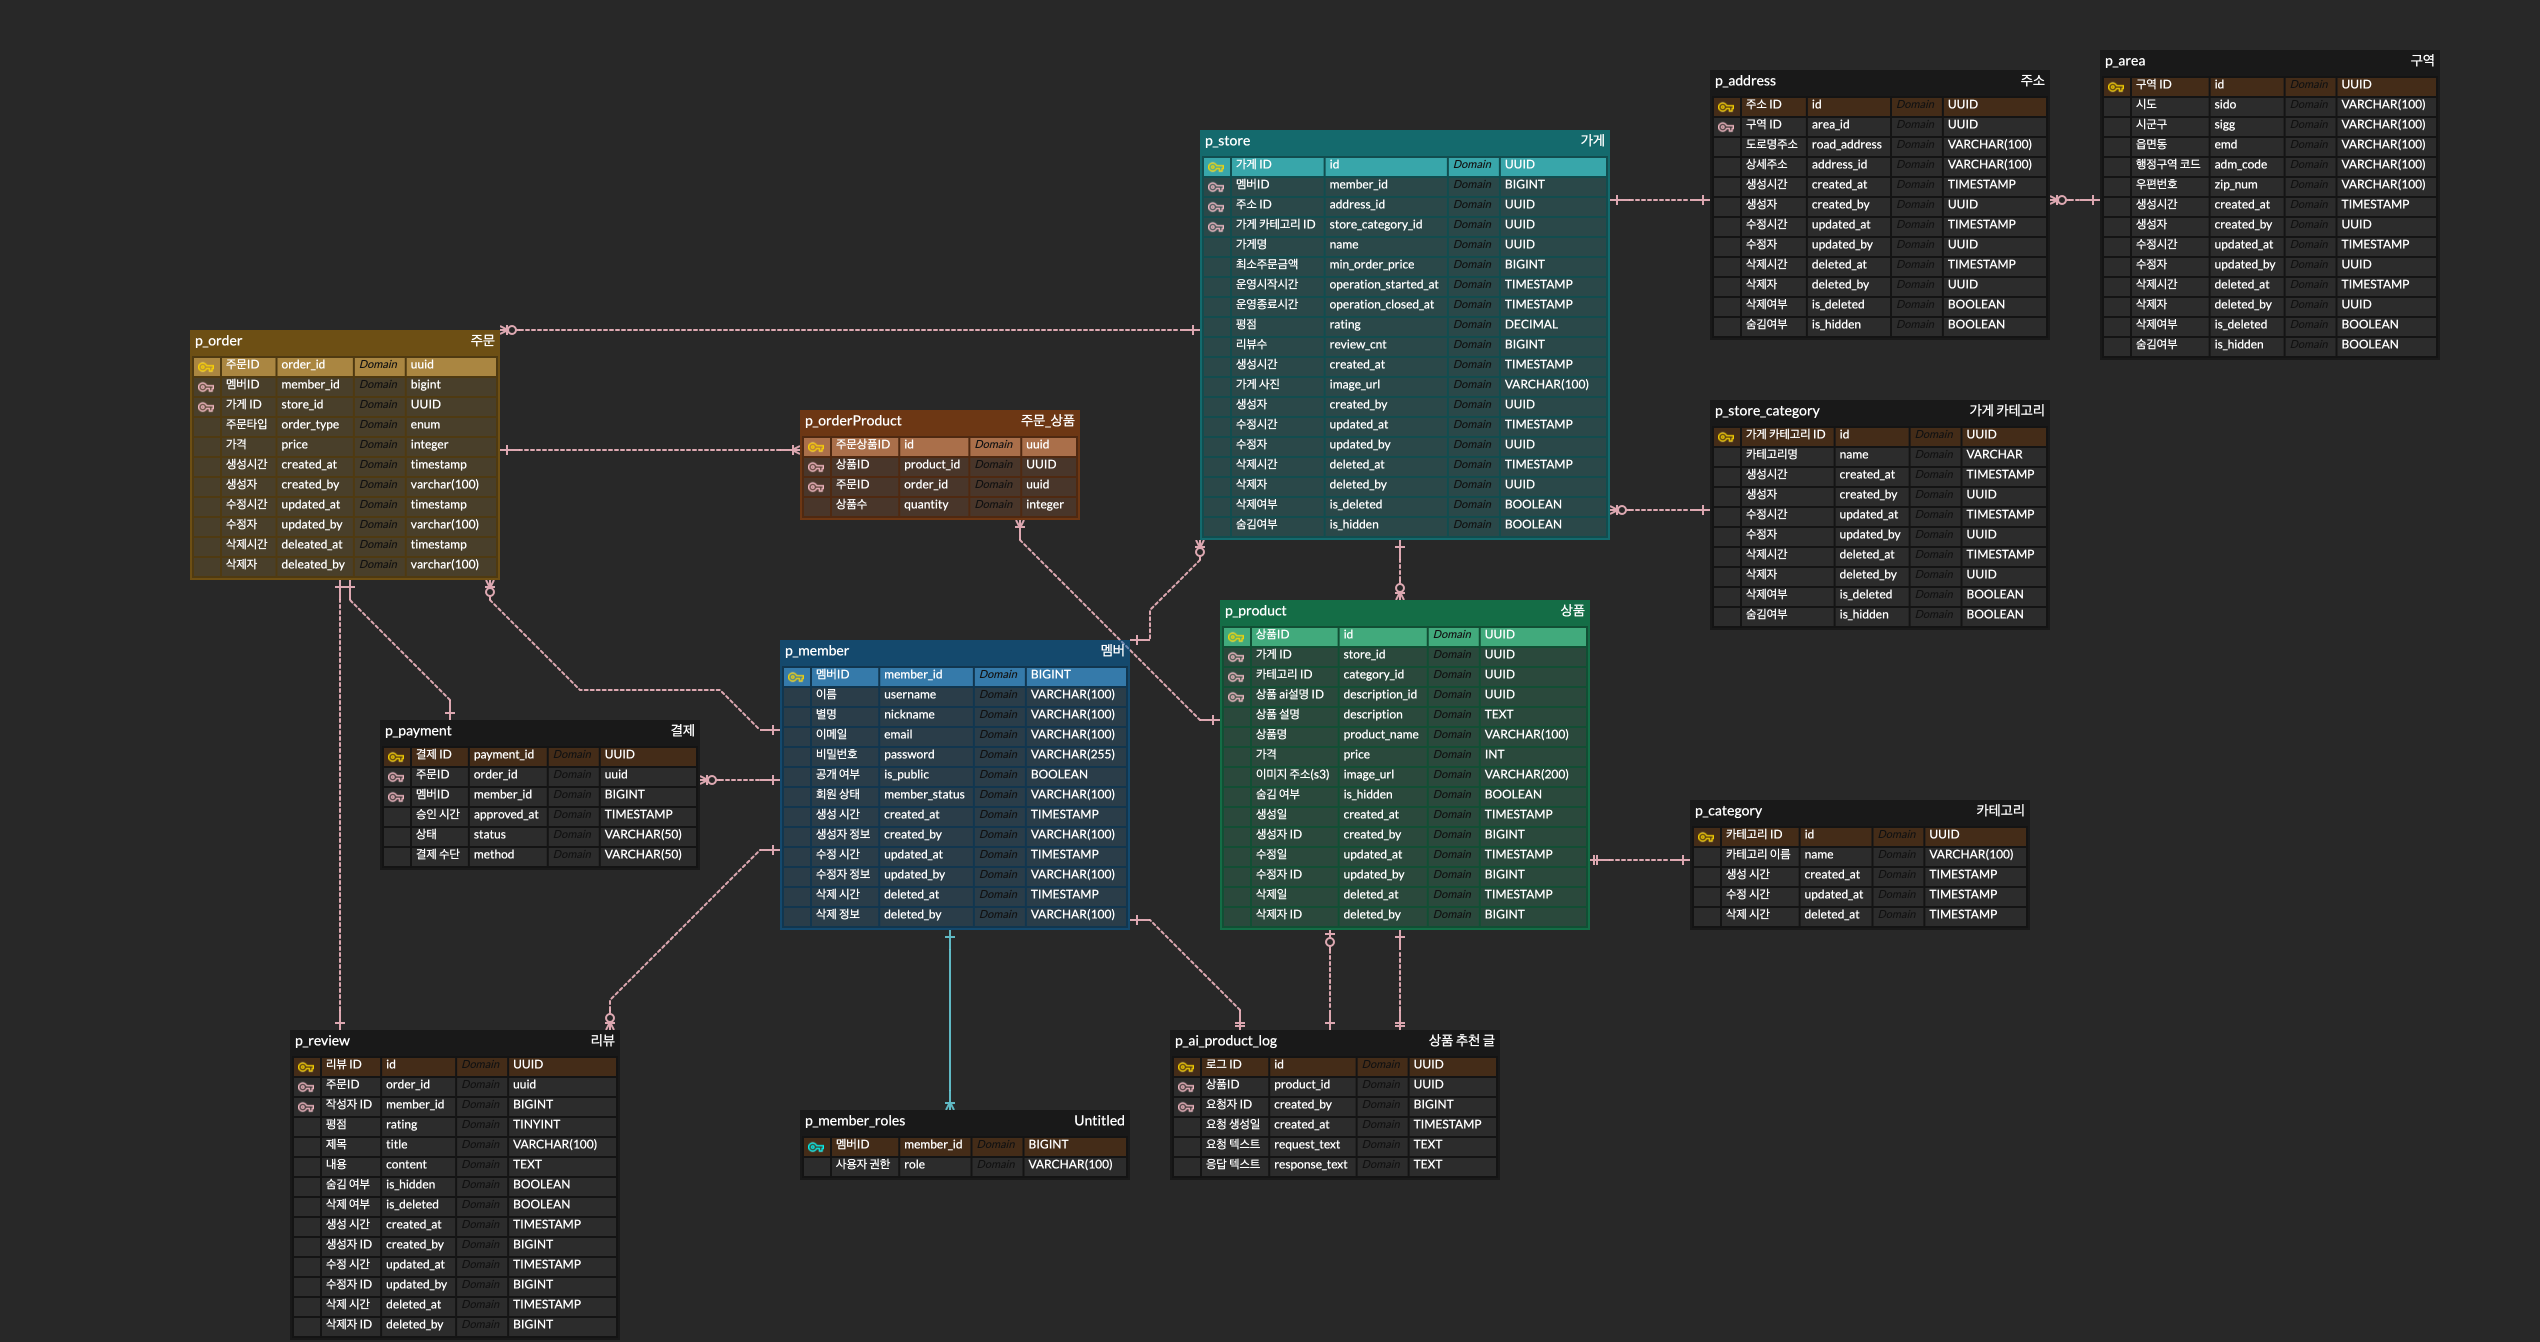 p_area 구역
구역 ID id Domain UUID
시도 sido Domain VARCHAR(100)
시군구 sigg Domain VARCHAR(100)
읍면동 emd Domain VARCHAR(100)
행정구역 코드 adm_code Domain VARCHAR(100)
우편번호 zip_num Domain VARCHAR(100)
생성시간 created_at Domain TIMESTAMP
생성자 created_by Domain UUID
수정시간 updated_at Domain TIMESTAMP
수정자 updated_by Domain UUID
삭제시간 deleted_at Domain TIMESTAMP
삭제자 deleted_by Domain UUID
삭제여부 is_deleted Domain BOOLEAN
숨김여부 is_hidden Domain BOOLEAN
p_address 주소
주소 ID id Domain UUID
구역 ID area_id Domain UUID
도로명주소 road_address Domain VARCHAR(100)
상세주소 address_id Domain VARCHAR(100)
생성시간 created_at Domain TIMESTAMP
생성자 created_by Domain UUID
수정시간 updated_at Domain TIMESTAMP
수정자 updated_by Domain UUID
삭제시간 deleted_at Domain TIMESTAMP
삭제자 deleted_by Domain UUID
삭제여부 is_deleted Domain BOOLEAN
숨김여부 is_hidden Domain BOOLEAN
p_store 가게
가게 ID id Domain UUID
멤버ID member_id Domain BIGINT
주소 ID address_id Domain UUID
가게 카테고리 ID store_category_id Domain UUID
가게명 name Domain UUID
최소주문금액 min_order_price Domain BIGINT
운영시작시간 operation_started_at Domain TIMESTAMP
운영종료시간 operation_closed_at Domain TIMESTAMP
평점 rating Domain DECIMAL
리뷰수 review_cnt Domain BIGINT
생성시간 created_at Domain TIMESTAMP
가게 사진 image_url Domain VARCHAR(100)
생성자 created_by Domain UUID
수정시간 updated_at Domain TIMESTAMP
수정자 updated_by Domain UUID
삭제시간 deleted_at Domain TIMESTAMP
삭제자 deleted_by Domain UUID
삭제여부 is_deleted Domain BOOLEAN
숨김여부 is_hidden Domain BOOLEAN
p_order 주문
주문ID order_id Domain uuid
멤버ID member_id Domain bigint
가게 ID store_id Domain UUID
주문타입 order_type Domain enum
가격 price Domain integer
생성시간 created_at Domain timestamp
생성자 created_by Domain varchar(100)
수정시간 updated_at Domain timestamp
수정자 updated_by Domain varchar(100)
삭제시간 deleated_at Domain timestamp
삭제자 deleated_by Domain varchar(100)
p_orderProduct 주문_상품
주문상품ID id Domain uuid
상품ID product_id Domain UUID
주문ID order_id Domain uuid
상품수 quantity Domain integer
p_store_category 가게 카테고리
가게 카테고리 ID id Domain UUID
카테고리명 name Domain VARCHAR
생성시간 created_at Domain TIMESTAMP
생성자 created_by Domain UUID
수정시간 updated_at Domain TIMESTAMP
수정자 updated_by Domain UUID
삭제시간 deleted_at Domain TIMESTAMP
삭제자 deleted_by Domain UUID
삭제여부 is_deleted Domain BOOLEAN
숨김여부 is_hidden Domain BOOLEAN
p_product 상품
상품ID id Domain UUID
가게 ID store_id Domain UUID
카테고리 ID category_id Domain UUID
상품 ai설명 ID description_id Domain UUID
상품 설명 description Domain TEXT
상품명 product_name Domain VARCHAR(100)
가격 price Domain INT
이미지 주소(s3) image_url Domain VARCHAR(200)
숨김 여부 is_hidden Domain BOOLEAN
생성일 created_at Domain TIMESTAMP
생성자 ID created_by Domain BIGINT
수정일 updated_at Domain TIMESTAMP
수정자 ID updated_by Domain BIGINT
삭제일 deleted_at Domain TIMESTAMP
삭제자 ID deleted_by Domain BIGINT
p_member 멤버
멤버ID member_id Domain BIGINT
이름 username Domain VARCHAR(100)
별명 nickname Domain VARCHAR(100)
이메일 email Domain VARCHAR(100)
비밀번호 password Domain VARCHAR(255)
공개 여부 is_public Domain BOOLEAN
회원 상태 member_status Domain VARCHAR(100)
생성 시간 created_at Domain TIMESTAMP
생성자 정보 created_by Domain VARCHAR(100)
수정 시간 updated_at Domain TIMESTAMP
수정자 정보 updated_by Domain VARCHAR(100)
삭제 시간 deleted_at Domain TIMESTAMP
삭제 정보 deleted_by Domain VARCHAR(100)
p_payment 결제
결제 ID payment_id Domain UUID
주문ID order_id Domain uuid
멤버ID member_id Domain BIGINT
승인 시간 approved_at Domain TIMESTAMP
상태 status Domain VARCHAR(50)
결제 수단 method Domain VARCHAR(50)
p_category 카테고리
카테고리 ID id Domain UUID
카테고리 이름 name Domain VARCHAR(100)
생성 시간 created_at Domain TIMESTAMP
수정 시간 updated_at Domain TIMESTAMP
삭제 시간 deleted_at Domain TIMESTAMP
p_review 리뷰
리뷰 ID id Domain UUID
주문ID order_id Domain uuid
작성자 ID member_id Domain BIGINT
평점 rating Domain TINYINT
제목 title Domain VARCHAR(100)
내용 content Domain TEXT
숨김 여부 is_hidden Domain BOOLEAN
삭제 여부 is_deleted Domain BOOLEAN
생성 시간 created_at Domain TIMESTAMP
생성자 ID created_by Domain BIGINT
수정 시간 updated_at Domain TIMESTAMP
수정자 ID updated_by Domain BIGINT
삭제 시간 deleted_at Domain TIMESTAMP
삭제자 ID deleted_by Domain BIGINT
p_member_roles Untitled
멤버ID member_id Domain BIGINT
사용자 권한 role Domain VARCHAR(100)
p_ai_product_log 상품 추천 글
로그 ID id Domain UUID
상품ID product_id Domain UUID
요청자 ID created_by Domain BIGINT
요청 생성일 created_at Domain TIMESTAMP
요청 텍스트 request_text Domain TEXT
응답 텍스트 response_text Domain TEXT